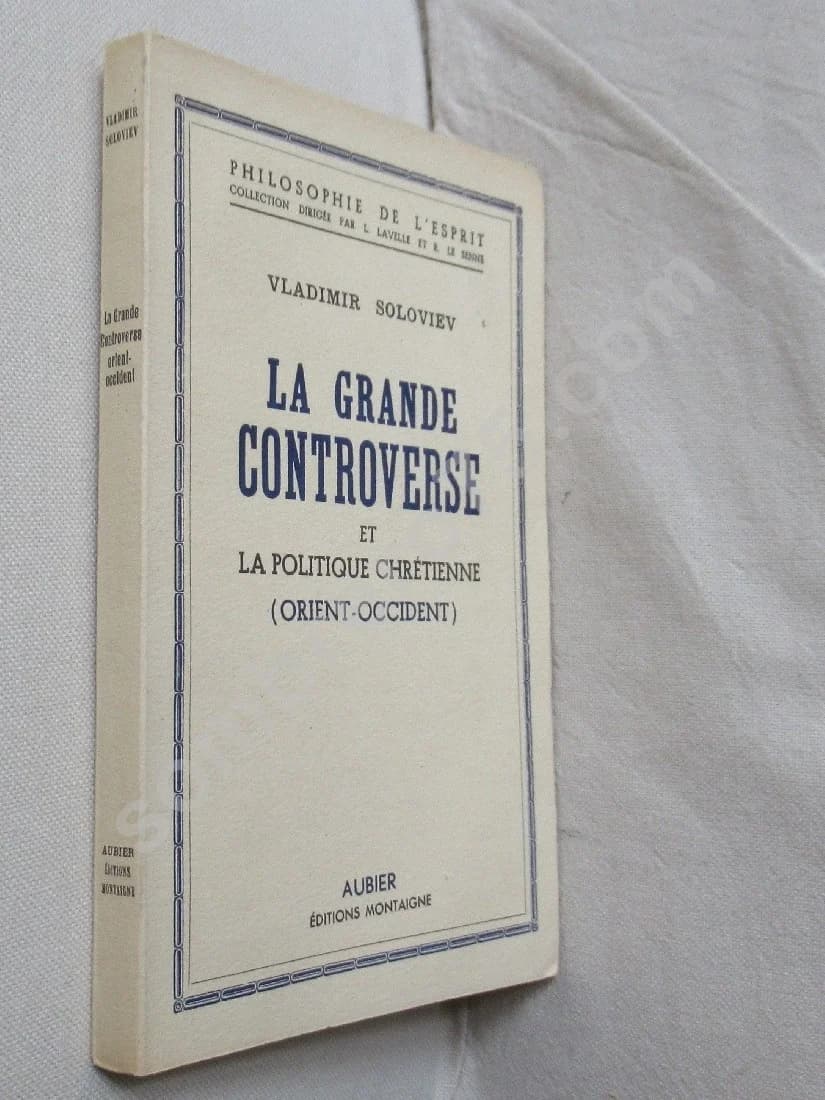 VLADIMIR
SOLOVIEV
La Grande
Controverse
orient-
occident
AUBIER
ÉDITIONS
MONTAIGNE
PHILOSOPHIE DE L'ESPRIT
COLLECTION DIRIGÉE PAR L. LAVELLE ET R. LE SENNE
VLADIMIR SOLOVIEV
LA GRANDE
CONTROVERSE
ET
LA POLITIQUE CHRÉTIENNE
(ORIENT-OCCIDENT)
AUBIER
ÉDITIONS MONTAIGNE